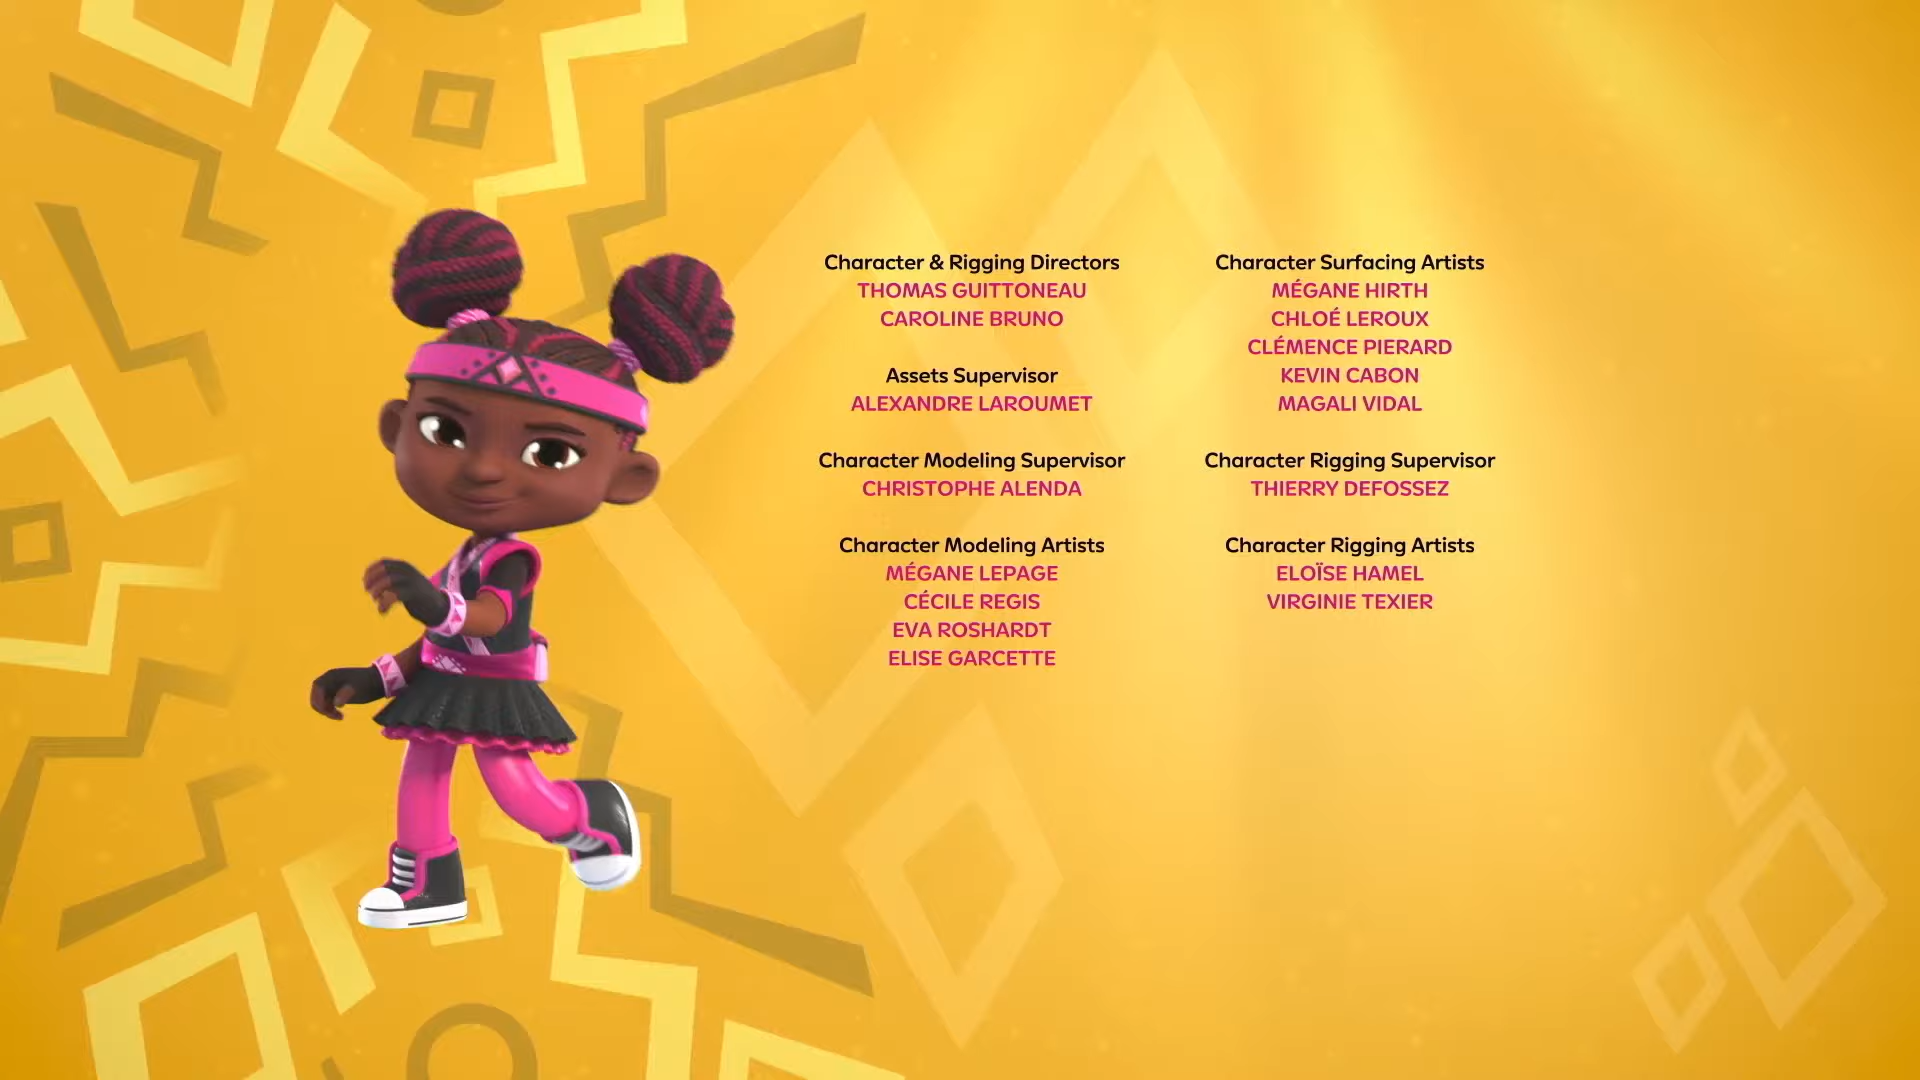 Character & Rigging Directors
THOMAS GUITTONEAU
CAROLINE BRUNO
Assets Supervisor
ALEXANDRE LAROUMET
Character Modeling Supervisor
CHRISTOPHE ALENDA
Character Modeling Artists
MÉGANE LEPAGE
CÉCILE REGIS
EVA ROSHARDT
ELISE GARCETTE
Character Surfacing Artists
MÉGANE HIRTH
CHLOÉ LEROUX
CLÉMENCE PIERARD
KEVIN CABON
MAGALI VIDAL
Character Rigging Supervisor
THIERRY DEFOSSEZ
Character Rigging Artists
ELOÏSE HAMEL
VIRGINIE TEXIER